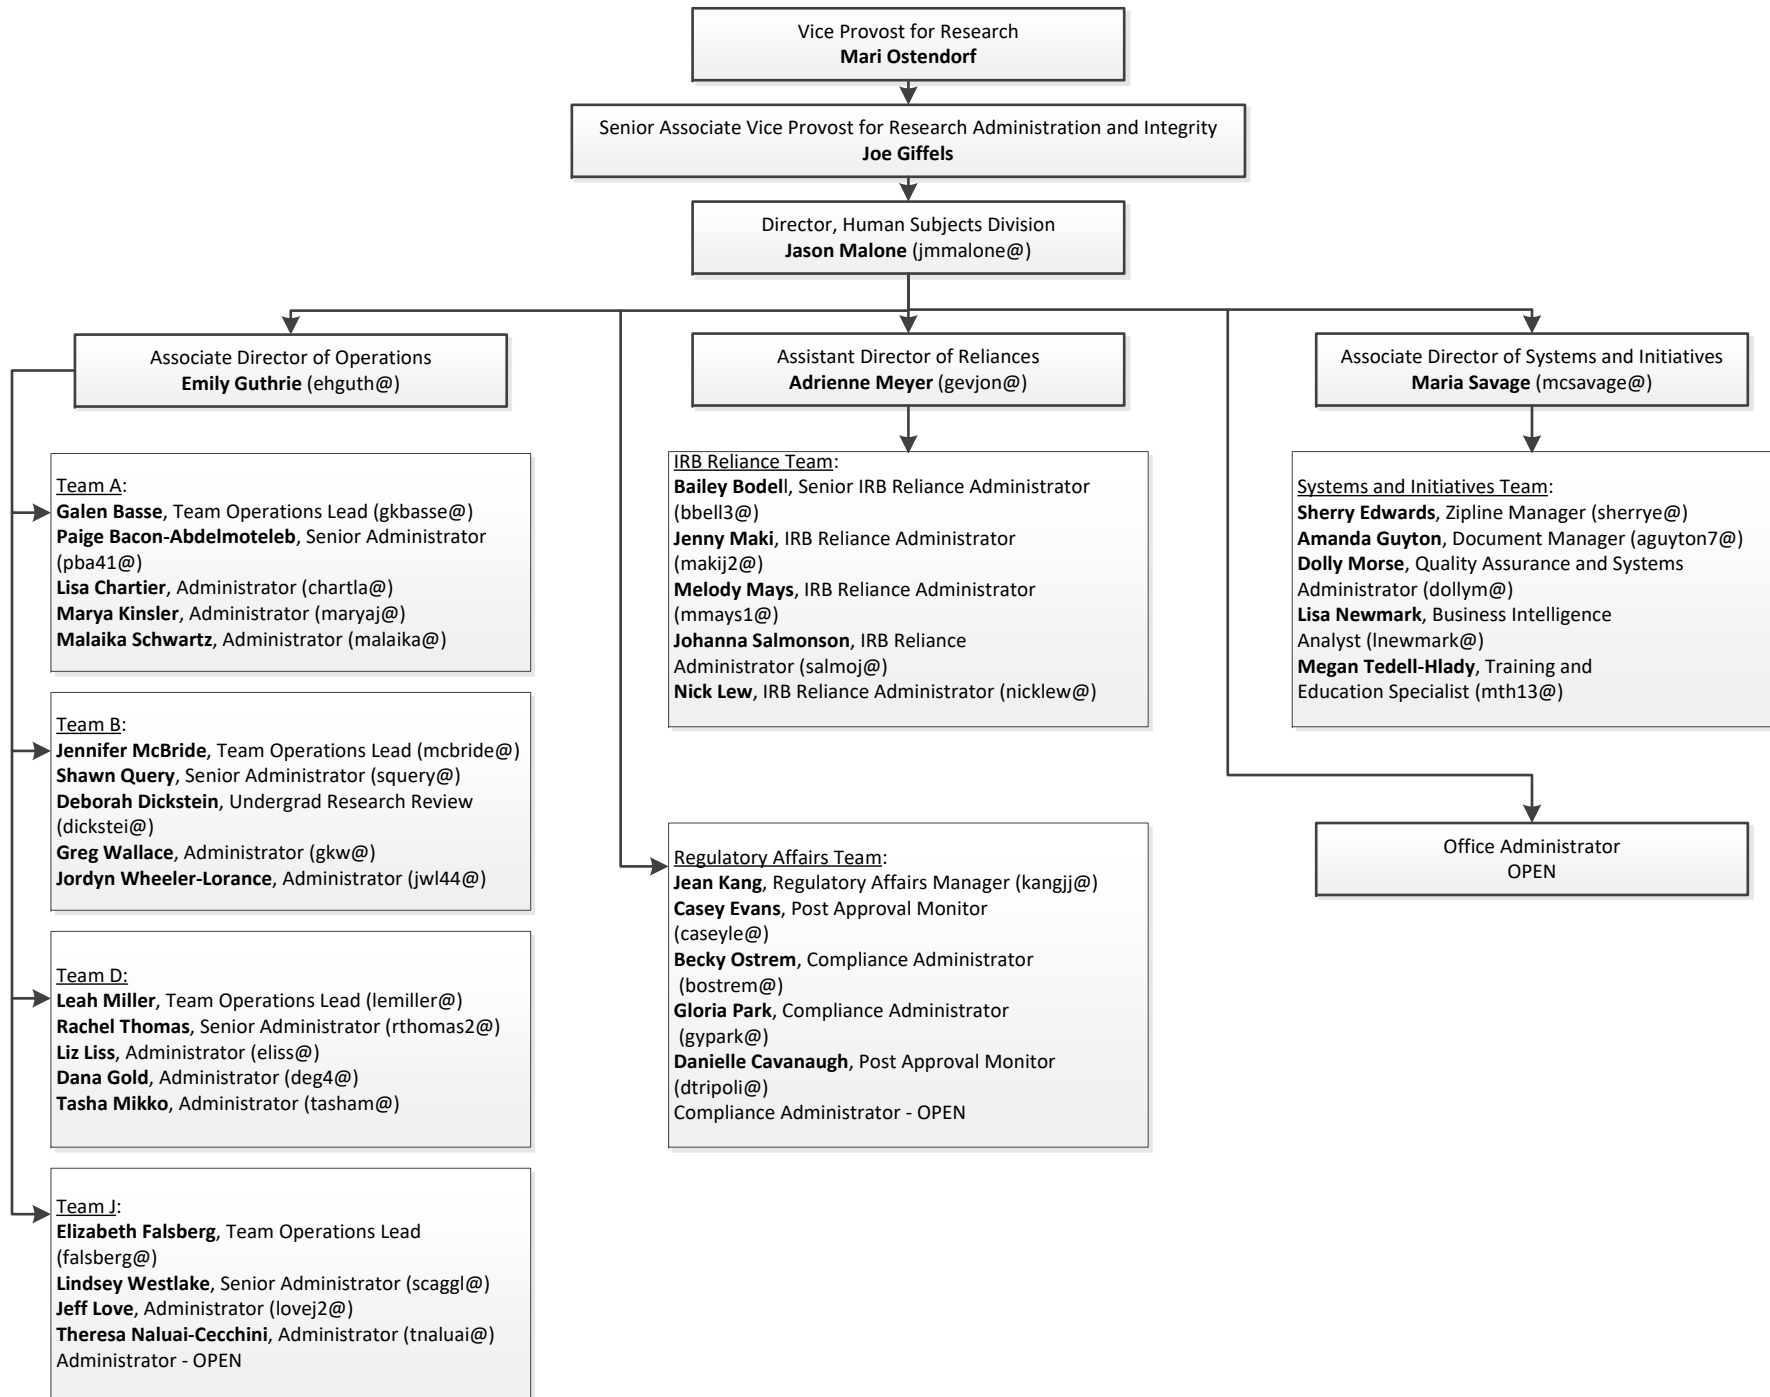 Vice Provost for Research
Mari Ostendorf
Senior Associate Vice Provost for Research Administration and Integrity
Joe Giffels
Director, Human Subjects Division
Jason Malone (jmmalone@)
Associate Director of Operations
Emily Guthrie (ehguth@)
Assistant Director of Reliances
Adrienne Meyer (gevjon@)
Associate Director of Systems and Initiatives
Maria Savage (mcsavage@)
Team A:
Galen Basse, Team Operations Lead (gkbasse@)
Paige Bacon-Abdelmoteleb, Senior Administrator
(pba41@)
Lisa Chartier, Administrator (chartla@)
Marya Kinsler, Administrator (maryaj@)
Malaika Schwartz, Administrator (malaika@)
Team B:
Jennifer McBride, Team Operations Lead (mcbride@)
Shawn Query, Senior Administrator (squery@)
Deborah Dickstein, Undergrad Research Review
(dickstei@)
Greg Wallace, Administrator (gkw@)
Jordyn Wheeler-Lorance, Administrator (jwl44@)
Team D:
Leah Miller, Team Operations Lead (lemiller@)
Rachel Thomas, Senior Administrator (rthomas2@)
Liz Liss, Administrator (eliss@)
Dana Gold, Administrator (deg4@)
Tasha Mikko, Administrator (tasham@)
Team J:
Elizabeth Falsberg, Team Operations Lead
(falsberg@)
Lindsey Westlake, Senior Administrator (scaggl@)
Jeff Love, Administrator (lovej2@)
Theresa Naluai-Cecchini, Administrator (tnaluai@)
Administrator - OPEN
IRB Reliance Team:
Bailey Bodell, Senior IRB Reliance Administrator
(bbell3@)
Jenny Maki, IRB Reliance Administrator
(makij2@)
Melody Mays, IRB Reliance Administrator
(mmays1@)
Johanna Salmonson, IRB Reliance
Administrator (salmoj@)
Nick Lew, IRB Reliance Administrator (nicklew@)
Regulatory Affairs Team:
Jean Kang, Regulatory Affairs Manager (kangjj@)
Casey Evans, Post Approval Monitor
(caseyle@)
Becky Ostrem, Compliance Administrator
(bostrem@)
Gloria Park, Compliance Administrator
(gypark@)
Danielle Cavanaugh, Post Approval Monitor
(dtripoli@)
Compliance Administrator - OPEN
Systems and Initiatives Team:
Sherry Edwards, Zipline Manager (sherrye@)
Amanda Guyton, Document Manager (aguyton7@)
Dolly Morse, Quality Assurance and Systems
Administrator (dollym@)
Lisa Newmark, Business Intelligence
Analyst (lnewmark@)
Megan Tedell-Hlady, Training and
Education Specialist (mth13@)
Office Administrator
OPEN